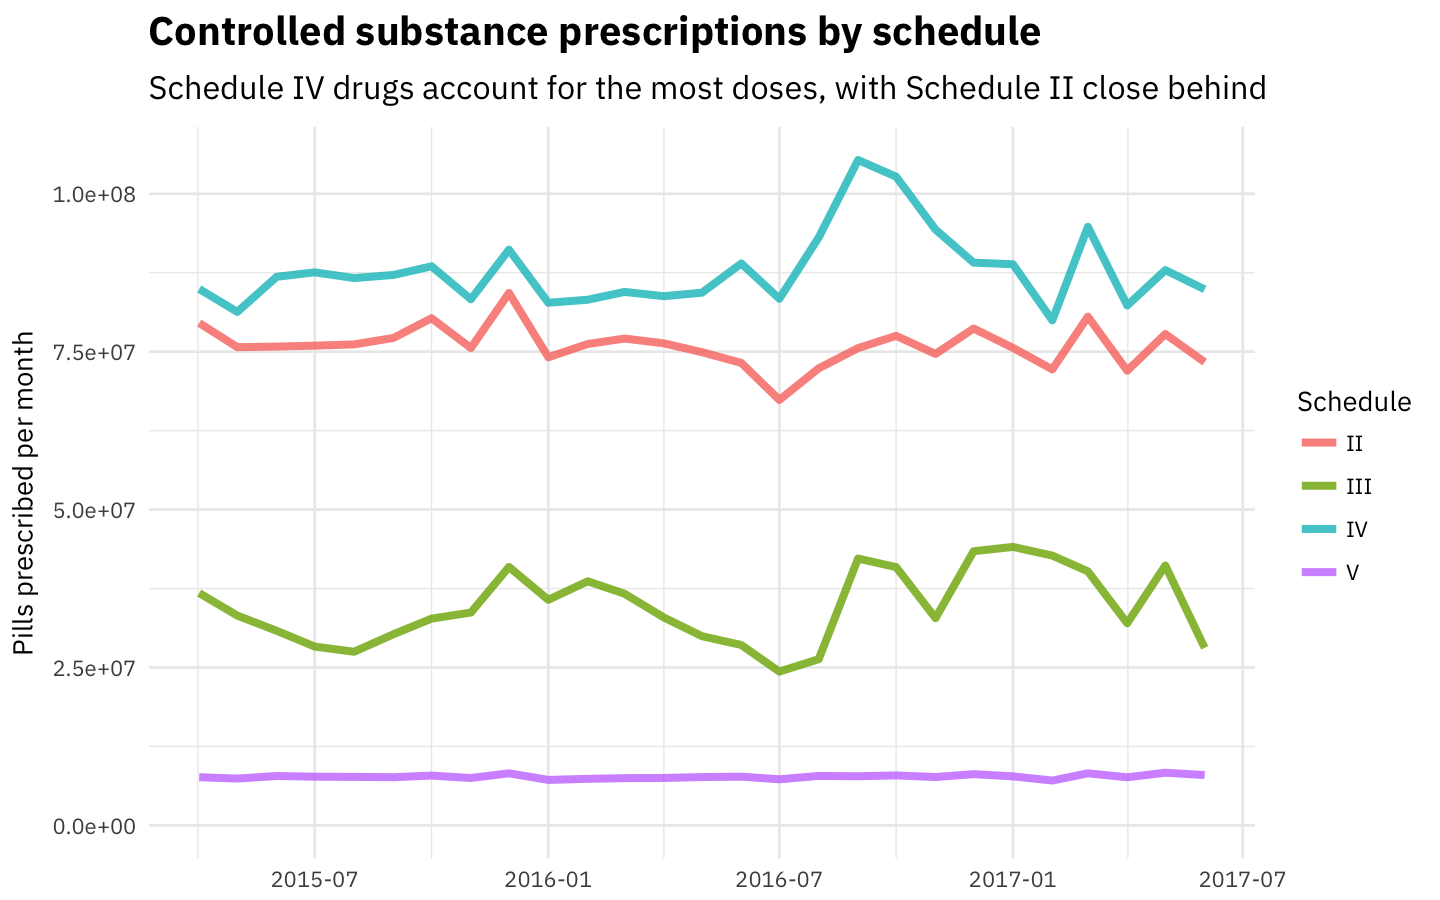 Controlled substance prescriptions by schedule
Schedule IV drugs account for the most doses, with Schedule II close behind
Pills prescribed per month
1.0e+08
7.5e+07
5.0e+07
2.5e+07
0.0e+00
2015-07
2016-01
2016-07
2017-01
2017-07
Schedule
II
III
IV
V